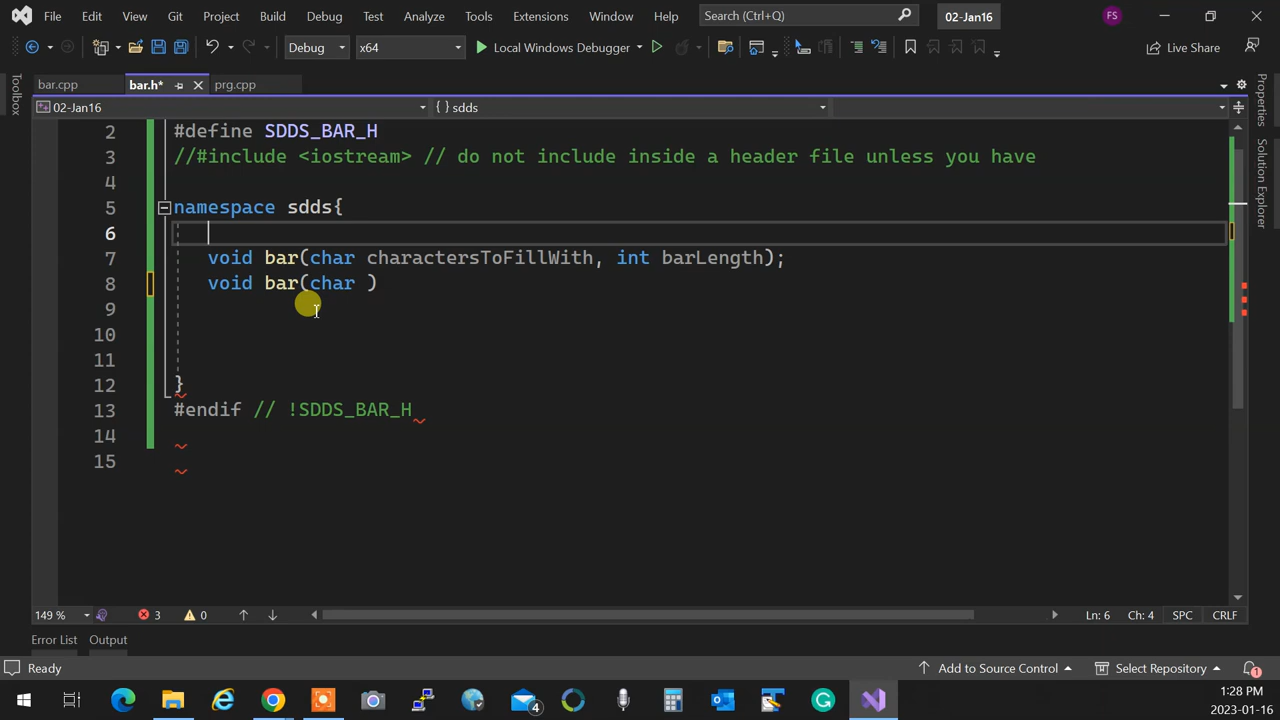 File Edit View Git Project Build Debug Test Analyze Tools Extensions Window Help Search (Ctrl+Q) 02-Jan16 FS
Debug x64 Local Windows Debugger Live Share
bar.cpp bar.h* prg.cpp
02-Jan16 { } sdds
2 #define SDDS_BAR_H
3 //#include <iostream> // do not include inside a header file unless you have
4
5 namespace sdds{
6
7 void bar(char charactersToFillWith, int barLength);
8 void bar(char )
9
10
11
12 }
13 #endif // !SDDS_BAR_H
14
15
149 % 3 0 Ln: 6 Ch: 4 SPC CRLF
Error List Output
Ready Add to Source Control Select Repository 1
4 1:28 PM
2023-01-16
Toolbox
Properties
Solution Explorer